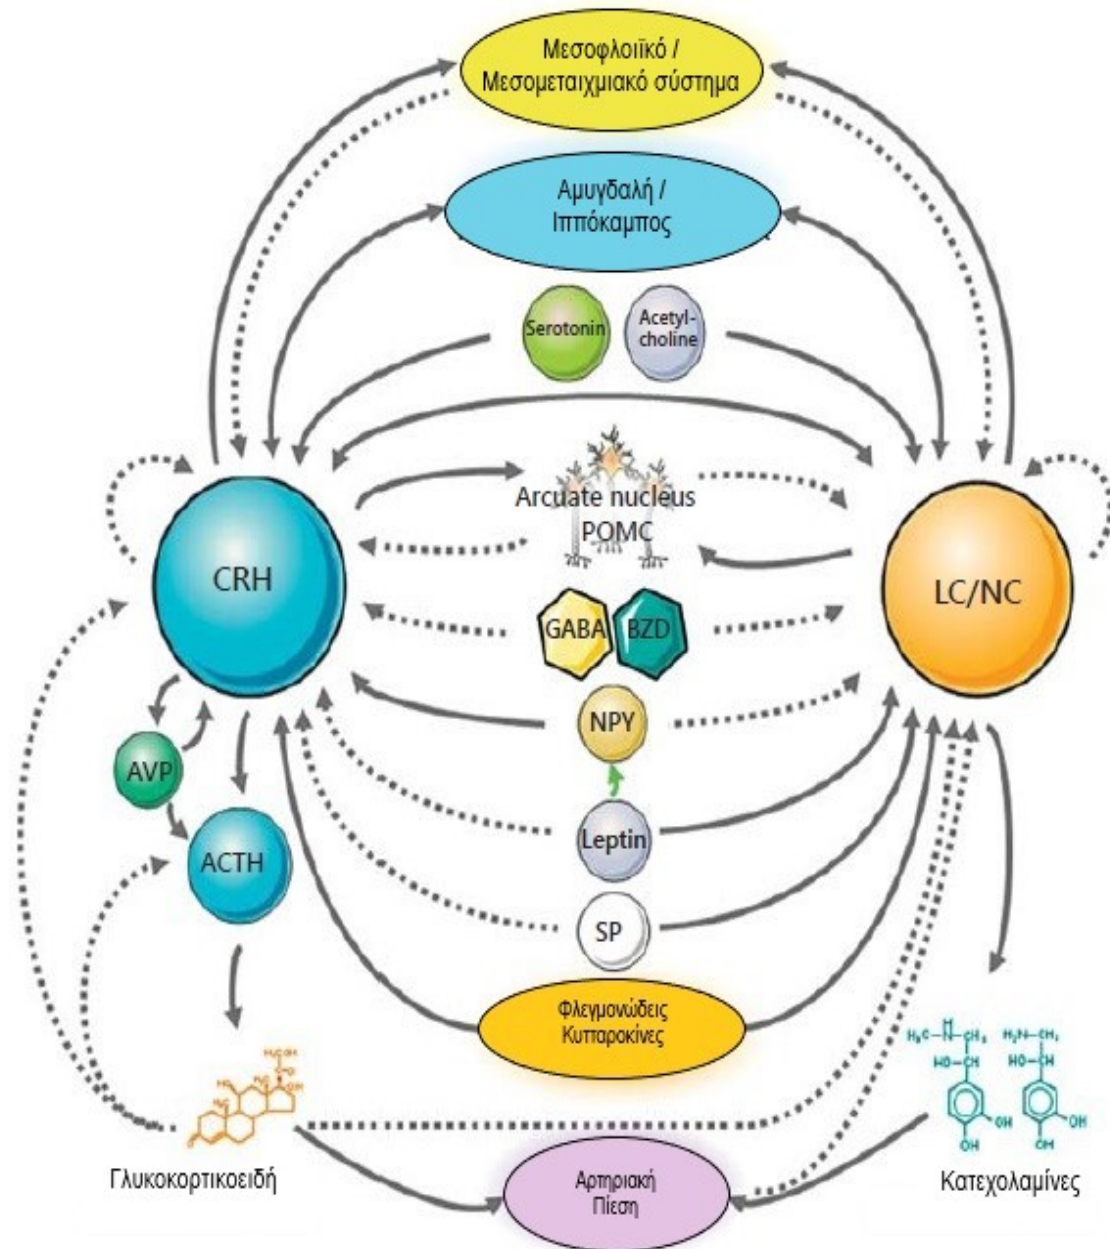 Μεσοφλοιϊκό /
Μεσομεταιχμιακό σύστημα
Αμυγδαλή /
Ιππόκαμπος
Serotonin
Acetyl-
choline
Arcuate nucleus
POMC
CRH
LC/NC
GABA
BZD
NPY
AVP
Leptin
ACTH
SP
Φλεγμονώδεις
Κυτταροκίνες
Γλυκοκορτικοειδή
Αρτηριακή
Πίεση
Κατεχολαμίνες